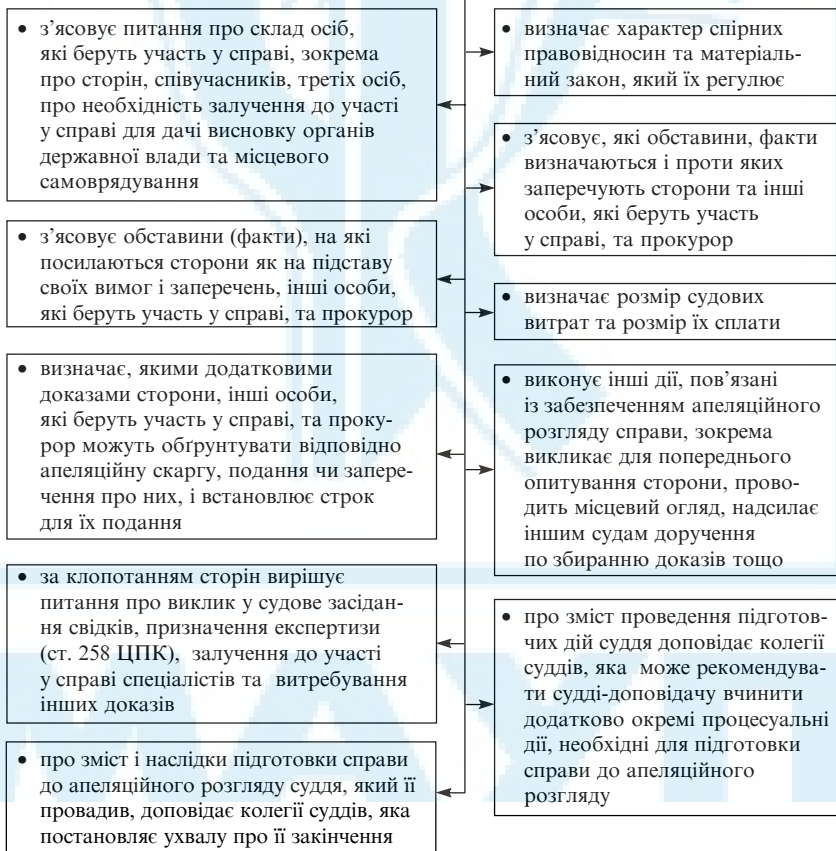 • з’ясовує питання про склад осіб,
які беруть участь у справі, зокрема
про сторін, співучасників, третіх осіб,
про необхідність залучення до участі
у справі для дачі висновку органів
державної влади та місцевого
самоврядування
• визначає характер спірних
правовідносин та матеріаль-
ний закон, який їх регулює
• з’ясовує, які обставини, факти
визначаються і проти яких
заперечують сторони та інші
особи, які беруть участь
у справі, та прокурор
• з’ясовує обставини (факти), на які
посилаються сторони як на підставу
своїх вимог і заперечень, інші особи,
які беруть участь у справі, та прокурор
• визначає розмір судових
витрат та розмір їх сплати
• визначає, якими додатковими
доказами сторони, інші особи,
які беруть участь у справі, та проку-
рор можуть обґрунтувати відповідно
апеляційну скаргу, подання чи запере-
чення про них, і встановлює строк
для їх подання
• виконує інші дії, пов’язані
із забезпеченням апеляційного
розгляду справи, зокрема
викликає для попереднього
опитування сторони, прово-
дить місцевий огляд, надсилає
іншим судам доручення
по збиранню доказів тощо
• за клопотанням сторін вирішує
питання про виклик у судове засідан-
ня свідків, призначення експертизи
(ст. 258 ЦПК), залучення до участі
у справі спеціалістів та витребування
інших доказів
• про зміст проведення підготов-
чих дій суддя доповідає колегії
суддів, яка може рекомендува-
ти судді-доповідачу вчинити
додатково окремі процесуальні
дії, необхідні для підготовки
справи до апеляційного
розгляду
• про зміст і наслідки підготовки справи
до апеляційного розгляду суддя, який її
провадив, доповідає колегії суддів, яка
постановляє ухвалу про її закінчення
МАУП